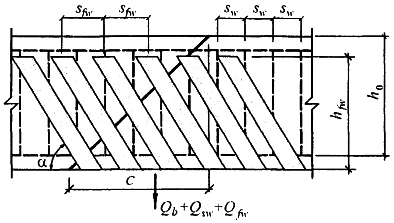 s_fw s_fw s_w s_w s_w
h_fw h_0
α
c
Q_b+Q_sw+Q_fw